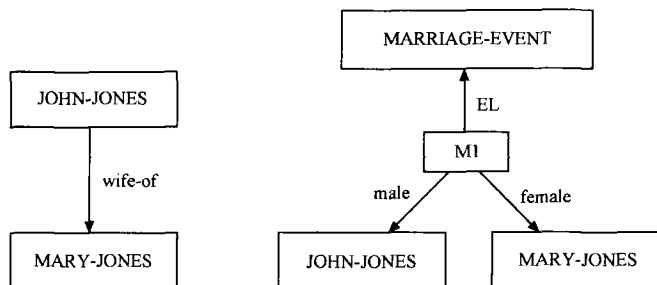 MARRIAGE-EVENT
JOHN-JONES
EL
M1
wife-of
male
female
MARY-JONES
JOHN-JONES
MARY-JONES